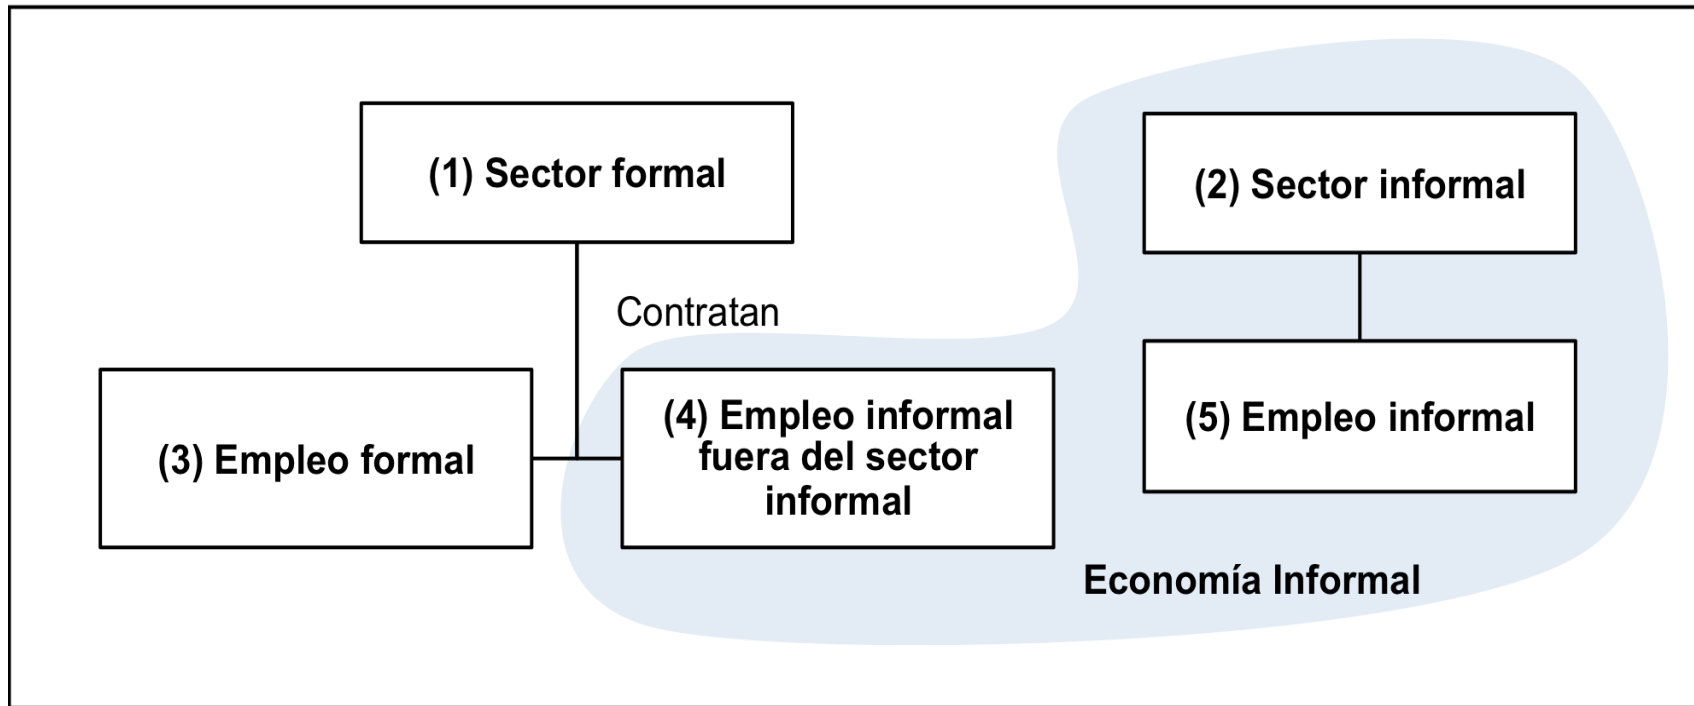 (1) Sector formal
(2) Sector informal
Contratan
(3) Empleo formal
(4) Empleo informal
fuera del sector
informal
(5) Empleo informal
Economía Informal